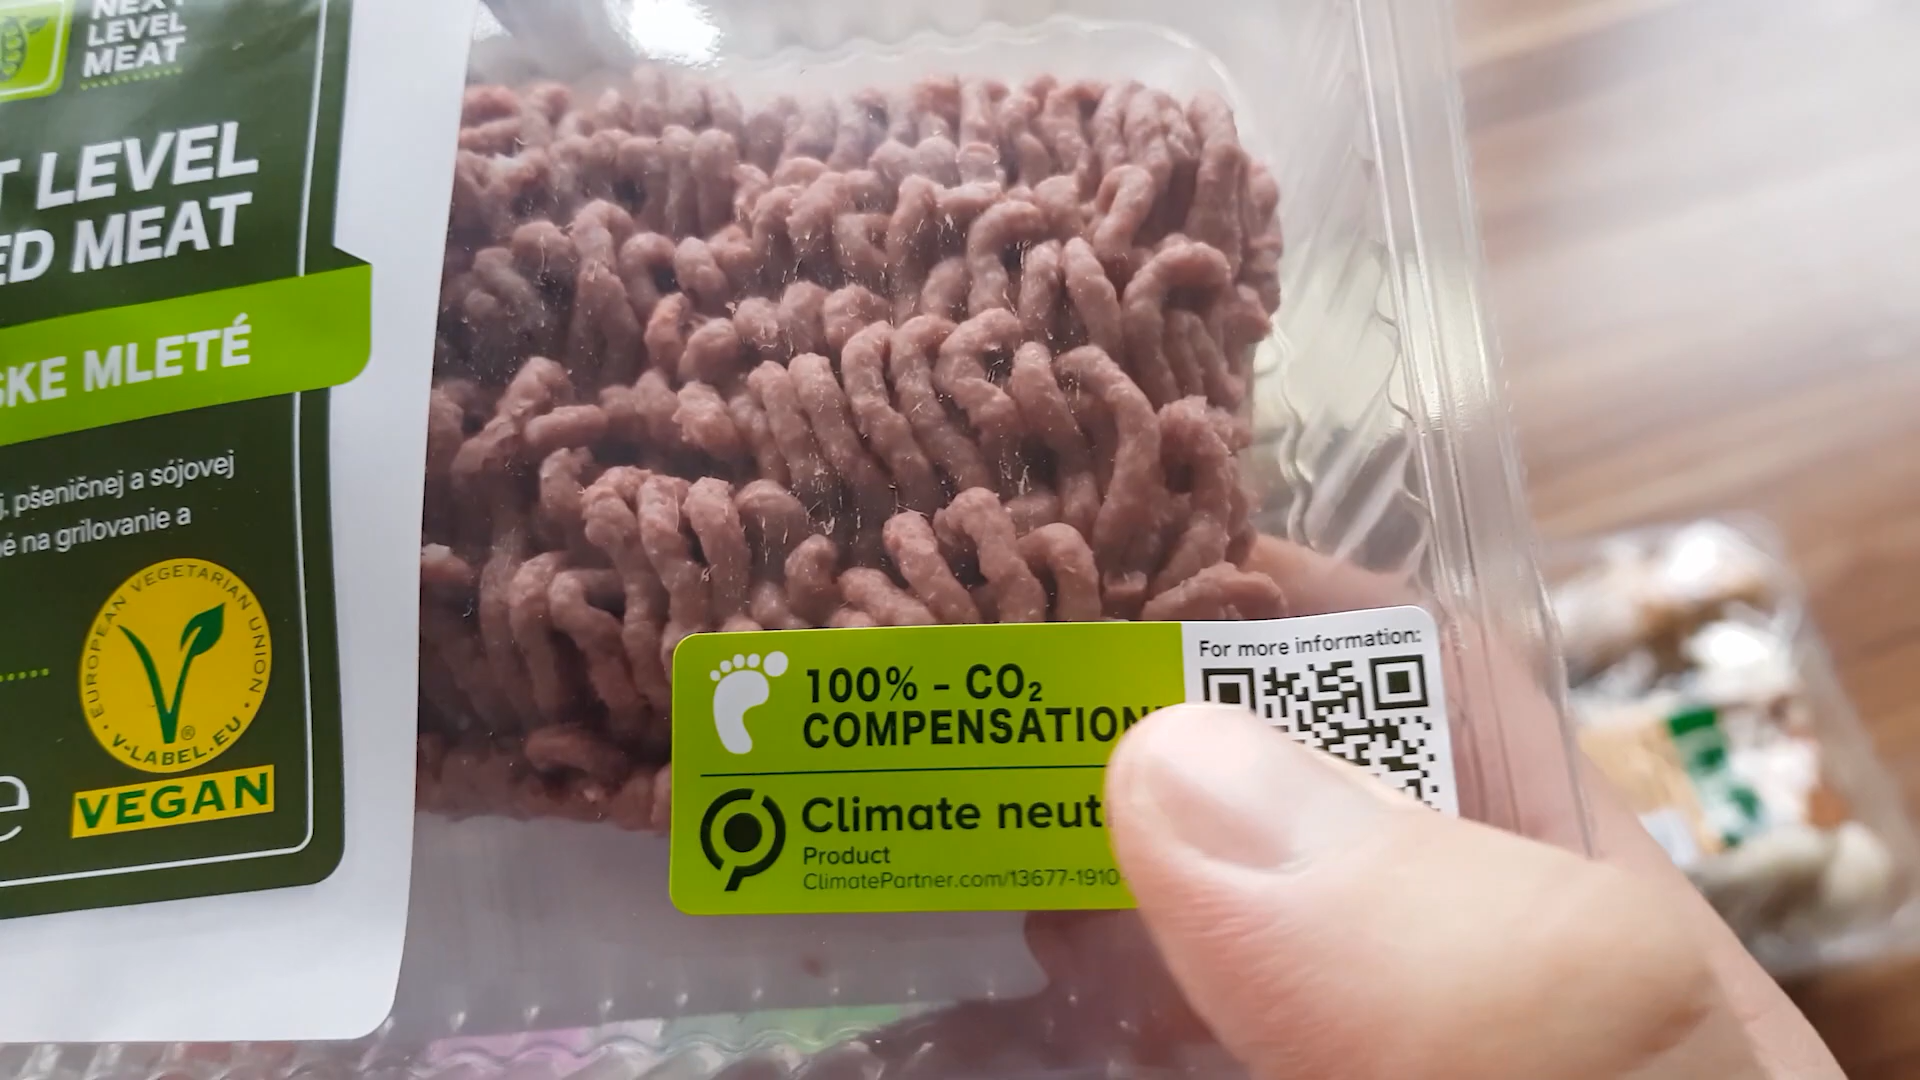 NEXT
LEVEL
MEAT
T LEVEL
ED MEAT
SKE MLETÉ
pšeničnej a sójovej
é na grilovanie a
EUROPEAN VEGETARIAN UNION
V-LABEL.EU
®
VEGAN
e
100% - CO₂
COMPENSATION
Climate neut
Product
ClimatePartner.com/13677-1910-
For more information: